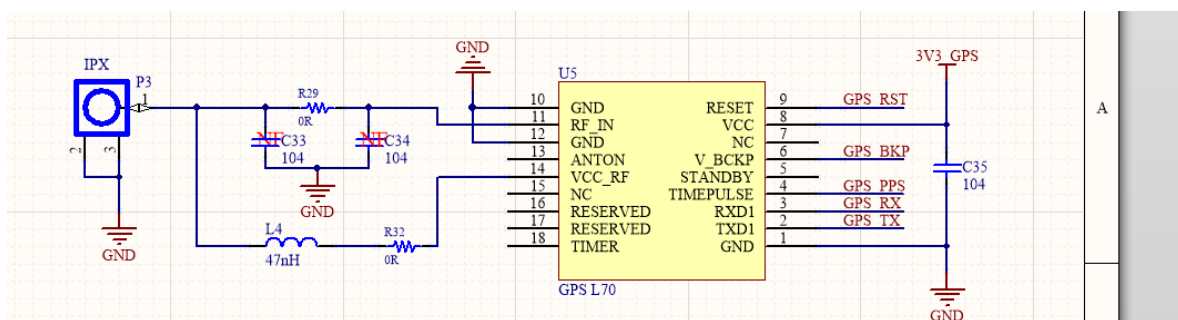 IPX
P3
1
2
3
GND
R29
0R
NF
C33
104
NF
C34
104
GND
L4
47nH
R32
0R
GND
U5
10 GND RESET 9 GPS_RST
11 RF_IN VCC 8
12 GND NC 7
13 ANTON V_BCKP 6 GPS_BKP
14 VCC_RF STANDBY 5
15 NC TIMEPULSE 4 GPS_PPS
16 RESERVED RXD1 3 GPS_RX
17 RESERVED TXD1 2 GPS_TX
18 TIMER GND 1
GPS L70
3V3_GPS
C35
104
GND
A